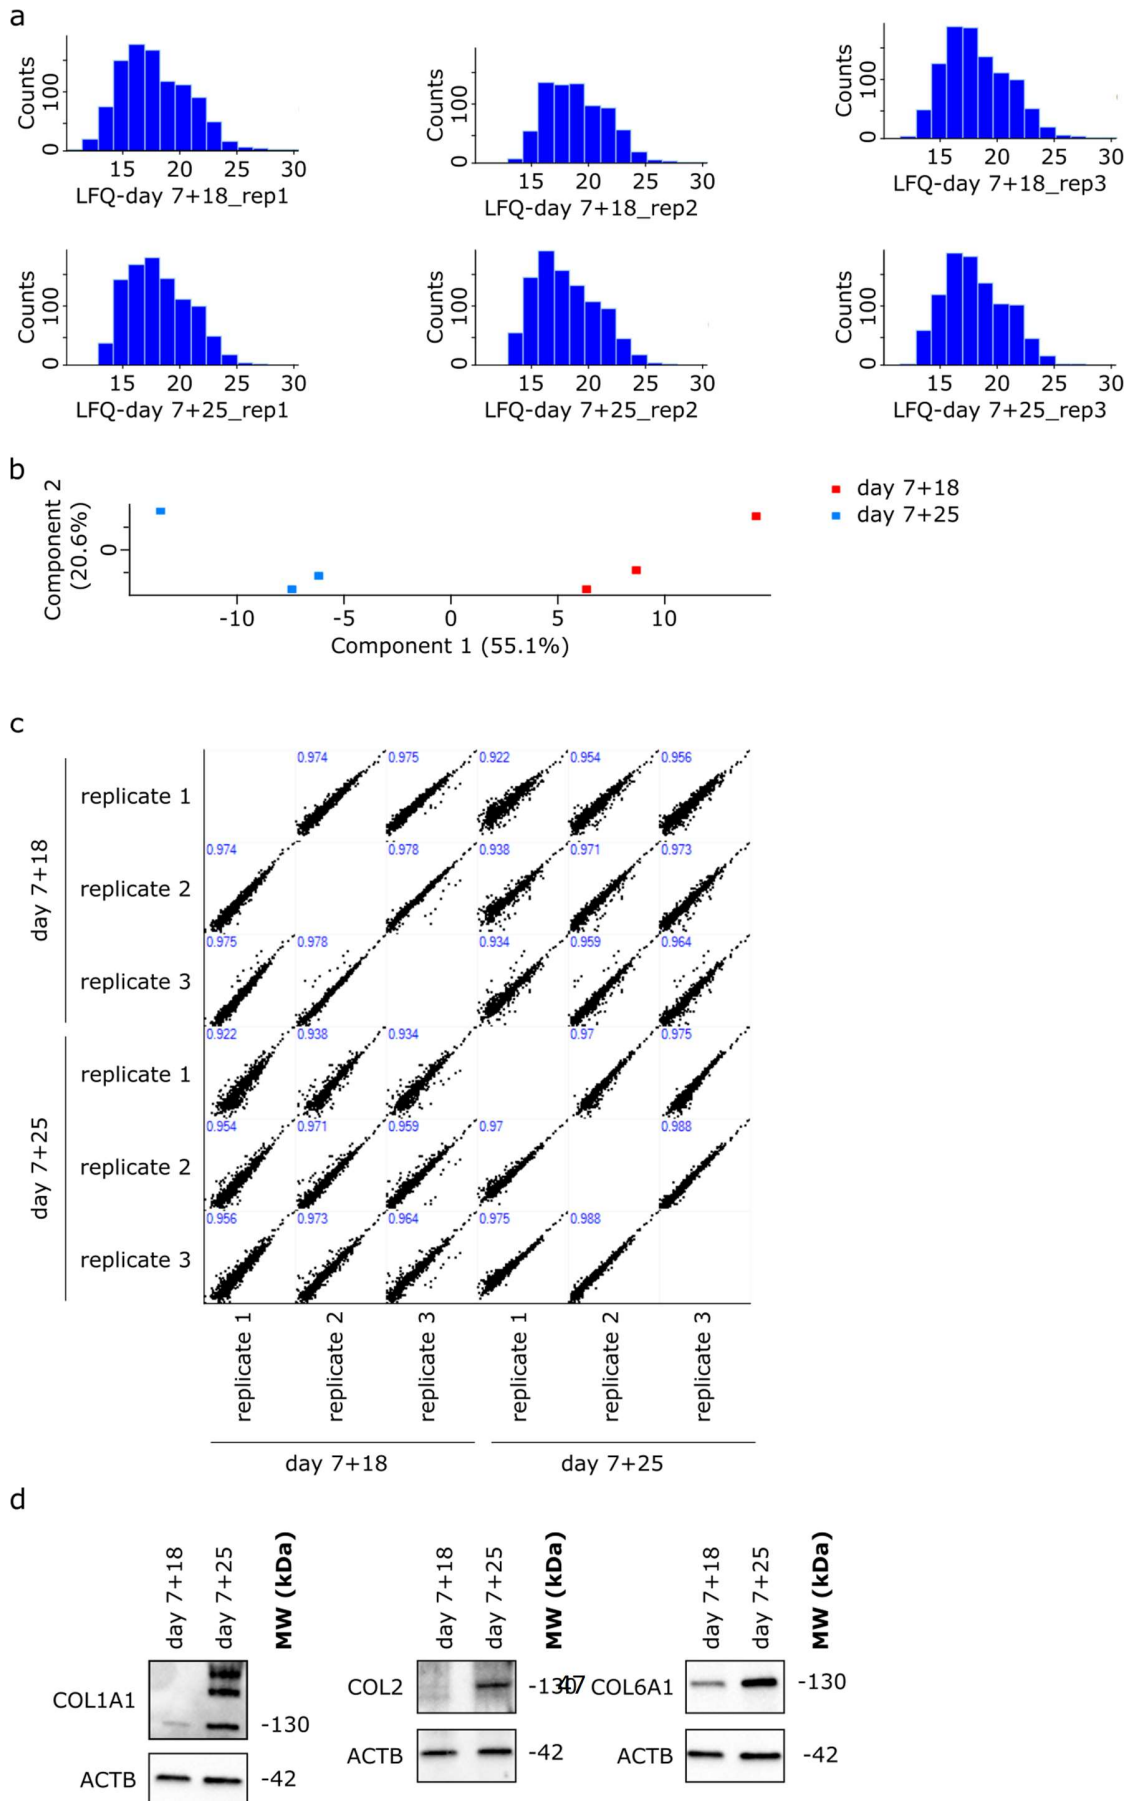 a
Counts
100
0
15 20 25 30
LFQ-day 7+18_rep1
Counts
100
0
15 20 25 30
LFQ-day 7+18_rep2
Counts
100
0
15 20 25 30
LFQ-day 7+18_rep3
Counts
100
0
15 20 25 30
LFQ-day 7+25_rep1
Counts
100
0
15 20 25 30
LFQ-day 7+25_rep2
Counts
100
0
15 20 25 30
LFQ-day 7+25_rep3
b
Component 2
(20.6%)
0
-10 -5 0 5 10
Component 1 (55.1%)
day 7+18
day 7+25
c
day 7+18
replicate 1
0.974 0.975 0.922 0.954 0.956
replicate 2
0.974 0.978 0.938 0.971 0.973
replicate 3
0.975 0.978 0.934 0.959 0.964
day 7+25
replicate 1
0.922 0.938 0.934 0.97 0.975
replicate 2
0.954 0.971 0.959 0.97 0.988
replicate 3
0.956 0.973 0.964 0.975 0.988
replicate 1 replicate 2 replicate 3 replicate 1 replicate 2 replicate 3
day 7+18 day 7+25
d
day 7+18 day 7+25 MW (kDa)
COL1A1 -130
ACTB -42
day 7+18 day 7+25 MW (kDa)
COL2 -130
47
ACTB -42
day 7+18 day 7+25 MW (kDa)
COL6A1 -130
ACTB -42